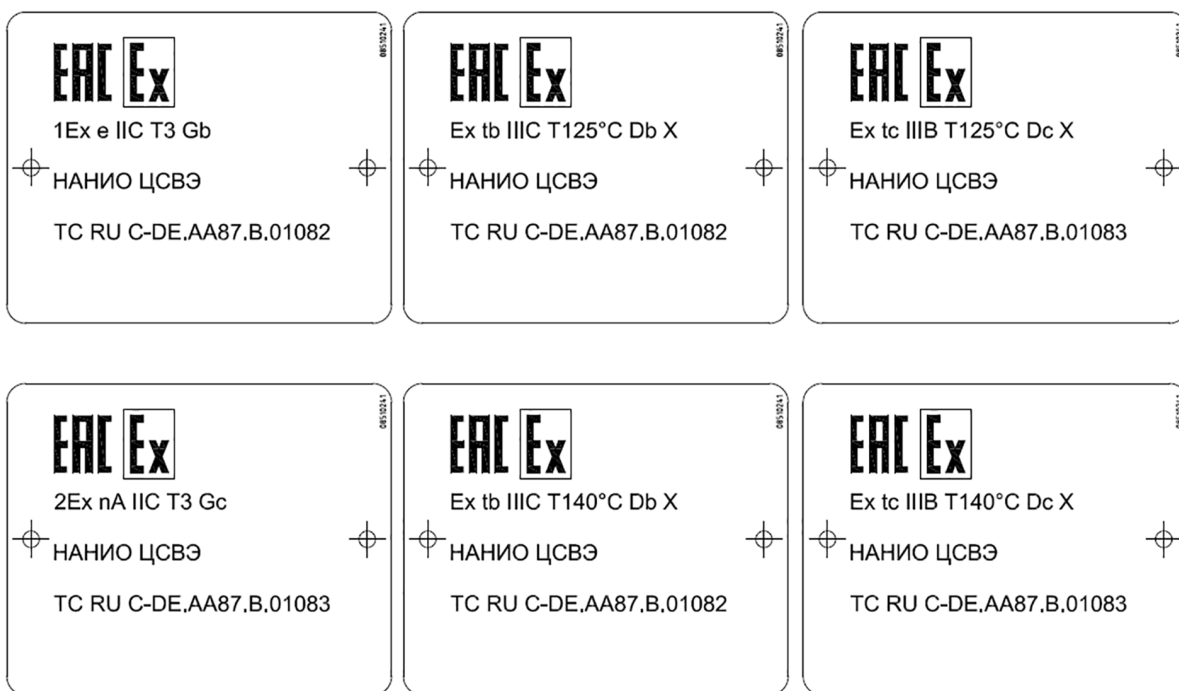 EAC Ex
08510241
1Ex e IIC T3 Gb
НАНИО ЦСВЭ
TC RU C-DE.AA87.B.01082
EAC Ex
08510241
Ex tb IIIC T125°C Db X
НАНИО ЦСВЭ
TC RU C-DE.AA87.B.01082
EAC Ex
Ex tc IIIB T125°C Dc X
НАНИО ЦСВЭ
TC RU C-DE.AA87.B.01083
EAC Ex
08510241
2Ex nA IIC T3 Gc
НАНИО ЦСВЭ
TC RU C-DE.AA87.B.01083
EAC Ex
08510241
Ex tb IIIC T140°C Db X
НАНИО ЦСВЭ
TC RU C-DE.AA87.B.01082
EAC Ex
Ex tc IIIB T140°C Dc X
НАНИО ЦСВЭ
TC RU C-DE.AA87.B.01083